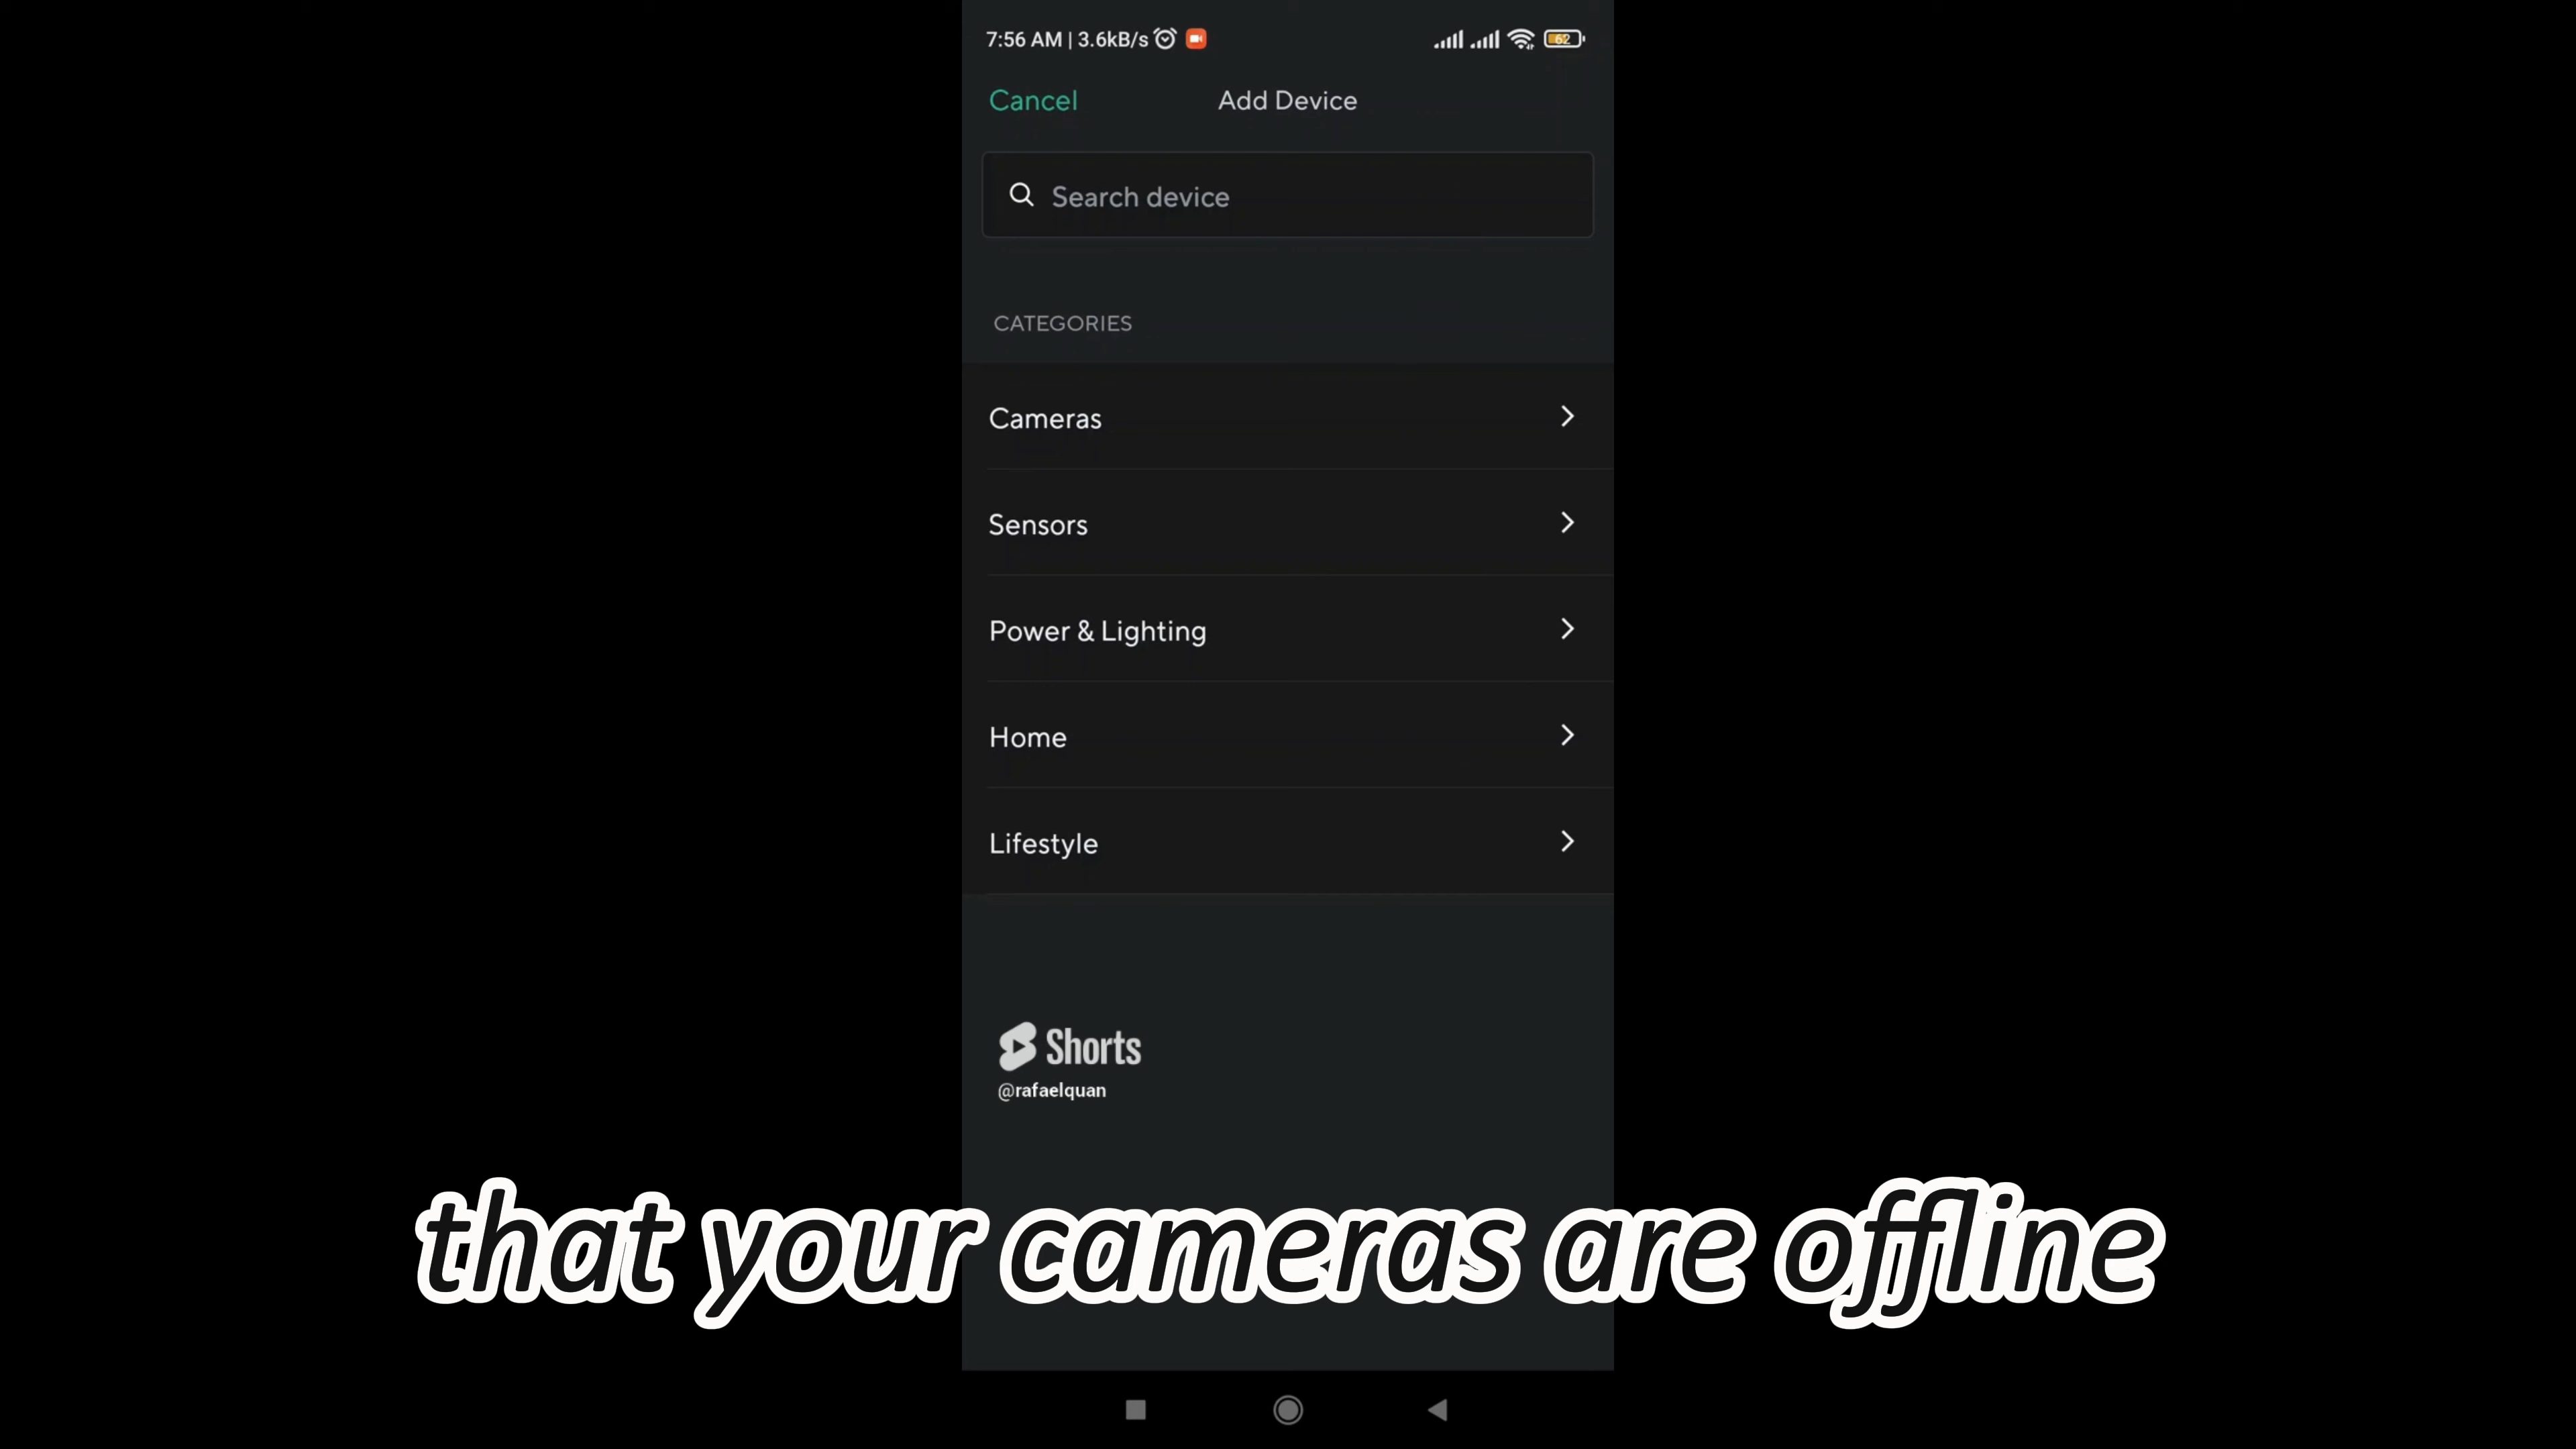 7:56 AM | 3.6kB/s
62
Cancel
Add Device
Search device
CATEGORIES
Cameras
Sensors
Power & Lighting
Home
Lifestyle
Shorts
@rafaelquan
that your cameras are offline